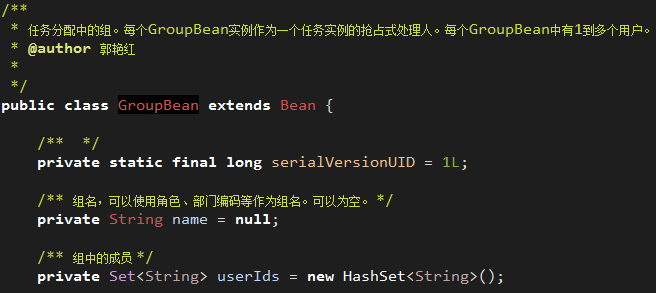 /**
 * 任务分配中的组。每个GroupBean实例作为一个任务实例的抢占式处理人。每个GroupBean中有1到多个用户。
 * @author 郭艳红
 *
 */
public class GroupBean extends Bean {
    /**  */
    private static final long serialVersionUID = 1L;
    /** 组名，可以使用角色、部门编码等作为组名。可以为空。 */
    private String name = null;
    /** 组中的成员 */
    private Set<String> userIds = new HashSet<String>();